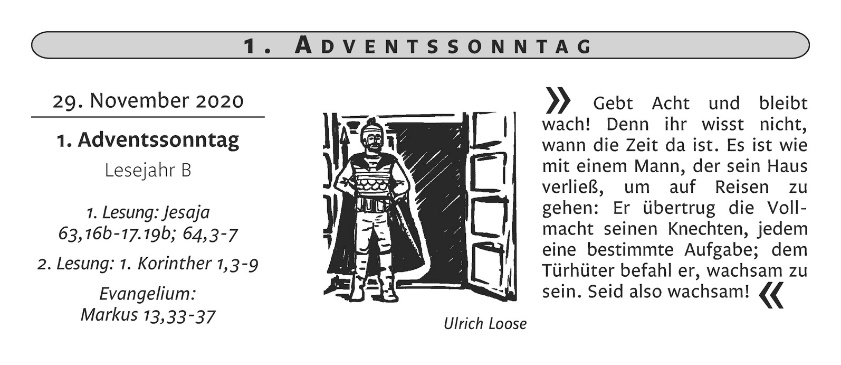 1. ADVENTSSONNTAG
29. November 2020
1. Adventssonntag
Lesejahr B
1. Lesung: Jesaja
63,16b-17.19b; 64,3-7
2. Lesung: 1. Korinther 1,3-9
Evangelium:
Markus 13,33-37
Ulrich Loose
» Gebt Acht und bleibt
wach! Denn ihr wisst nicht,
wann die Zeit da ist. Es ist wie
mit einem Mann, der sein Haus
verließ, um auf Reisen zu
gehen: Er übertrug die Voll-
macht seinen Knechten, jedem
eine bestimmte Aufgabe; dem
Türhüter befahl er, wachsam zu
sein. Seid also wachsam! «